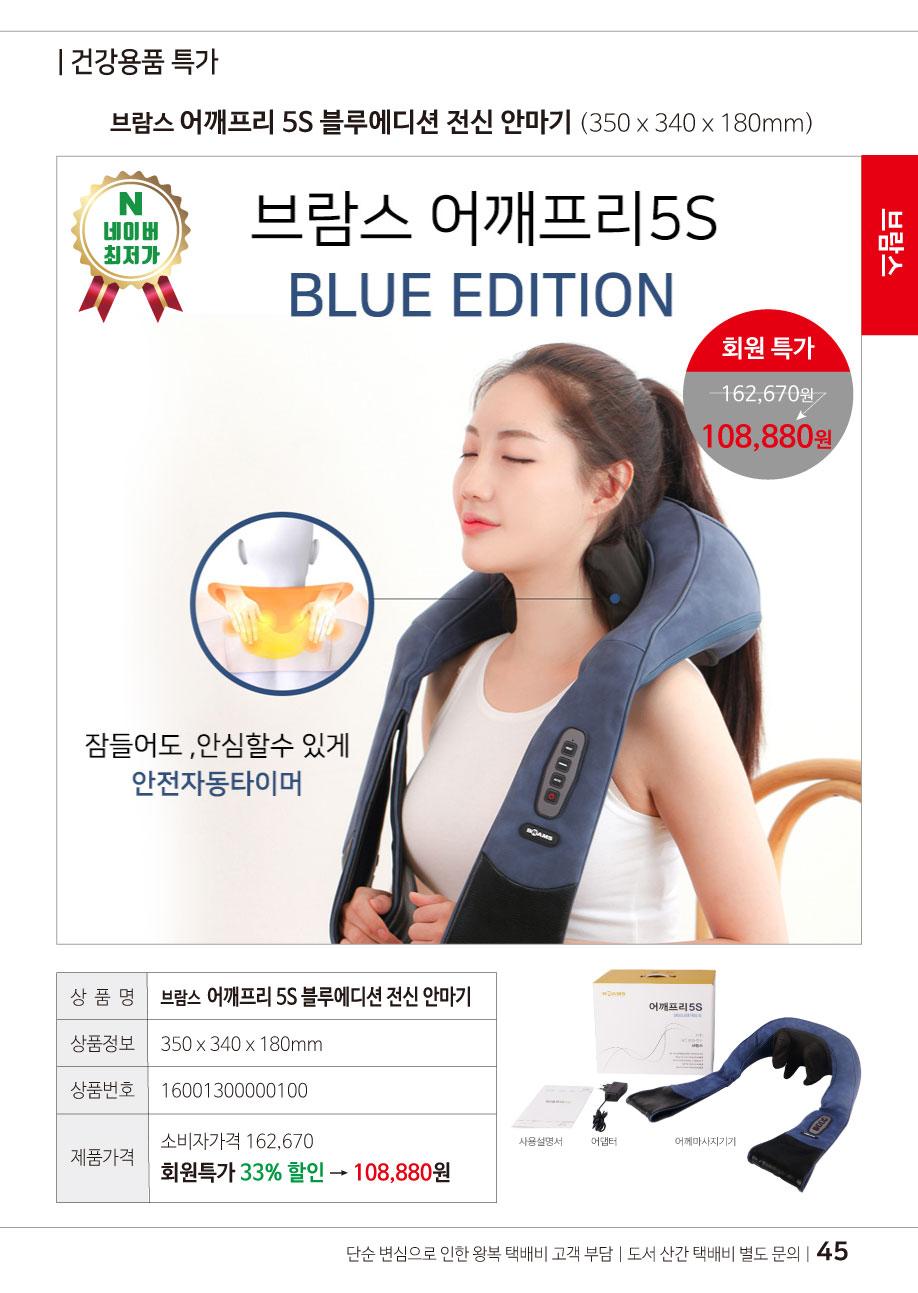 | 건강용품 특가
브람스 어깨프리 5S 블루에디션 전신 안마기 (350 x 340 x 180mm)
N
네이버
최저가
브람스 어깨프리5S
BLUE EDITION
브람스
회원 특가
162,670원
108,880원
잠들어도 ,안심할수 있게
안전자동타이머
BRAMS
상 품 명 브람스 어깨프리 5S 블루에디션 전신 안마기
상품정보 350 x 340 x 180mm
상품번호 16001300000100
제품가격 소비자가격 162,670
회원특가 33% 할인 → 108,880원
BRAMS
어깨프리5S
사용설명서 어댑터 어께마사지기기
단순 변심으로 인한 왕복 택배비 고객 부담 | 도서 산간 택배비 별도 문의 | 45